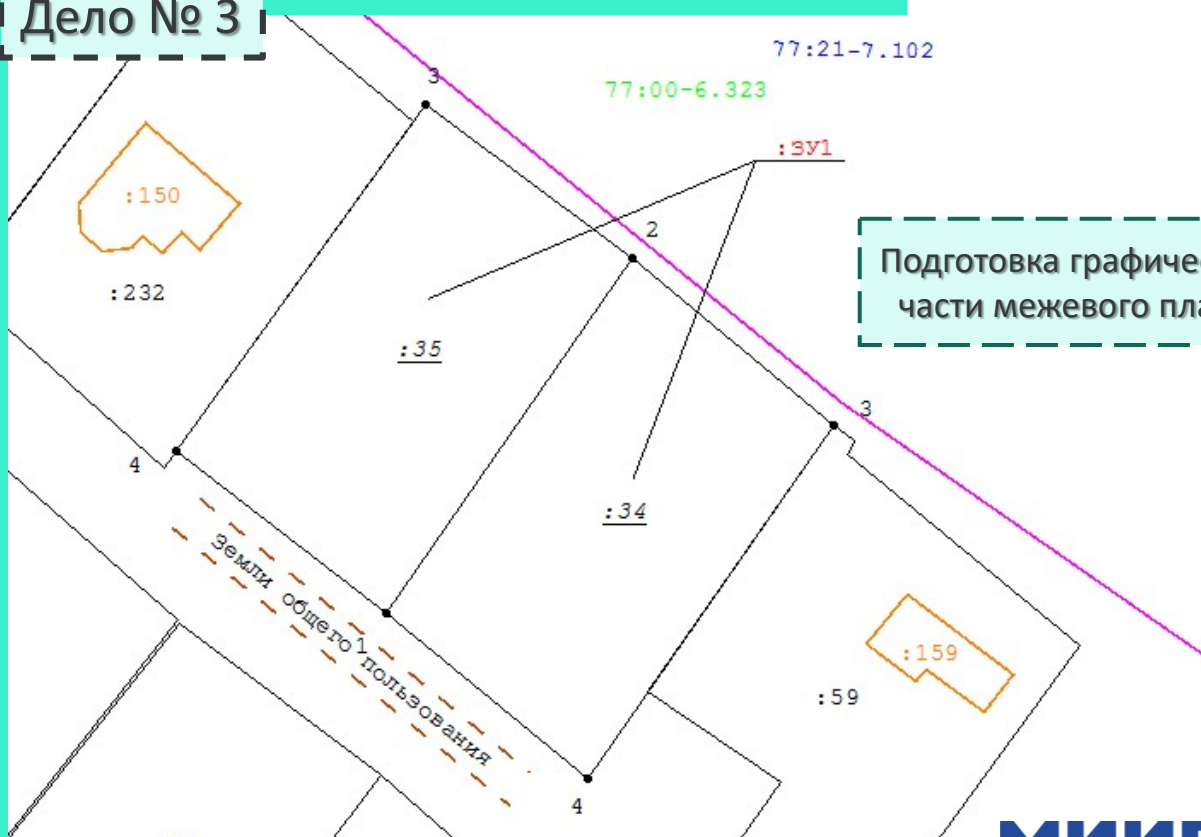 Дело № 3
77:21-7.102
3
77:00-6.323
:ЗУ1
:150
2
Подготовка графиче
части межевого пла
:232
:35
3
4
:34
Земли общего пользования
1
:159
:59
4